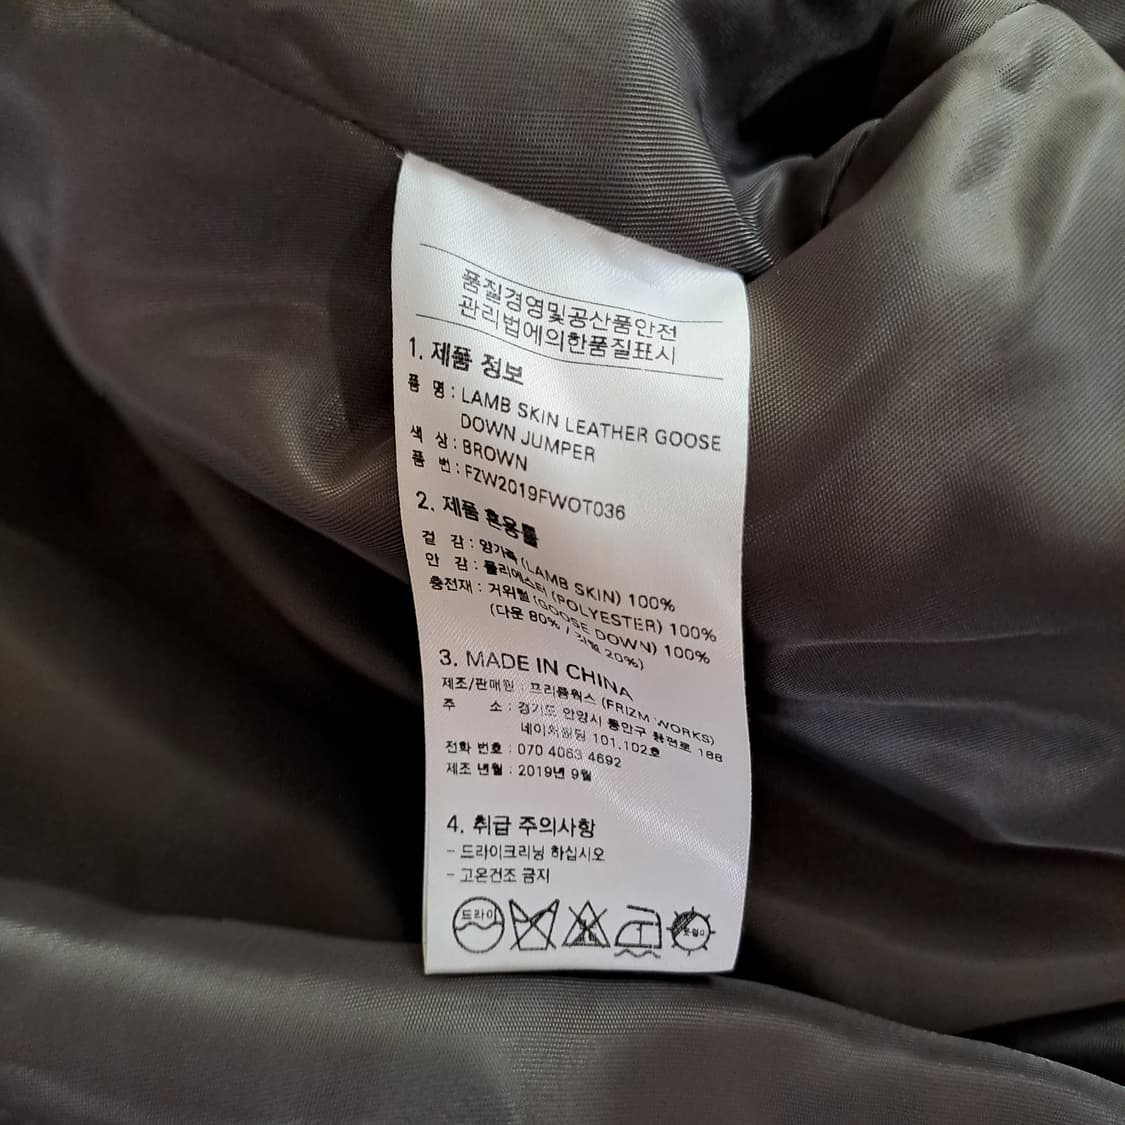 품질경영및공산품안전
관리법에의한품질표시
1. 제품 정보
품 명 : LAMB SKIN LEATHER GOOSE
DOWN JUMPER
색 상 : BROWN
품 번 : FZW2019FWOT036
2. 제품 혼용률
겉 감 : 양가죽 (LAMB SKIN) 100%
안 감 : 폴리에스터 (POLYESTER) 100%
충전재 : 거위털 (GOOSE DOWN) 100%
(다운 80% / 깃털 20%)
3. MADE IN CHINA
제조/판매원 : 프리즘웍스 (FRIZM WORKS)
주 소 : 경기도 안양시 동안구 188
101.102호
전화 번호 : 070 4063 4692
제조 년월 : 2019년 9월
4. 취급 주의사항
- 드라이크리닝 하십시오
- 고온건조 금지
드라이